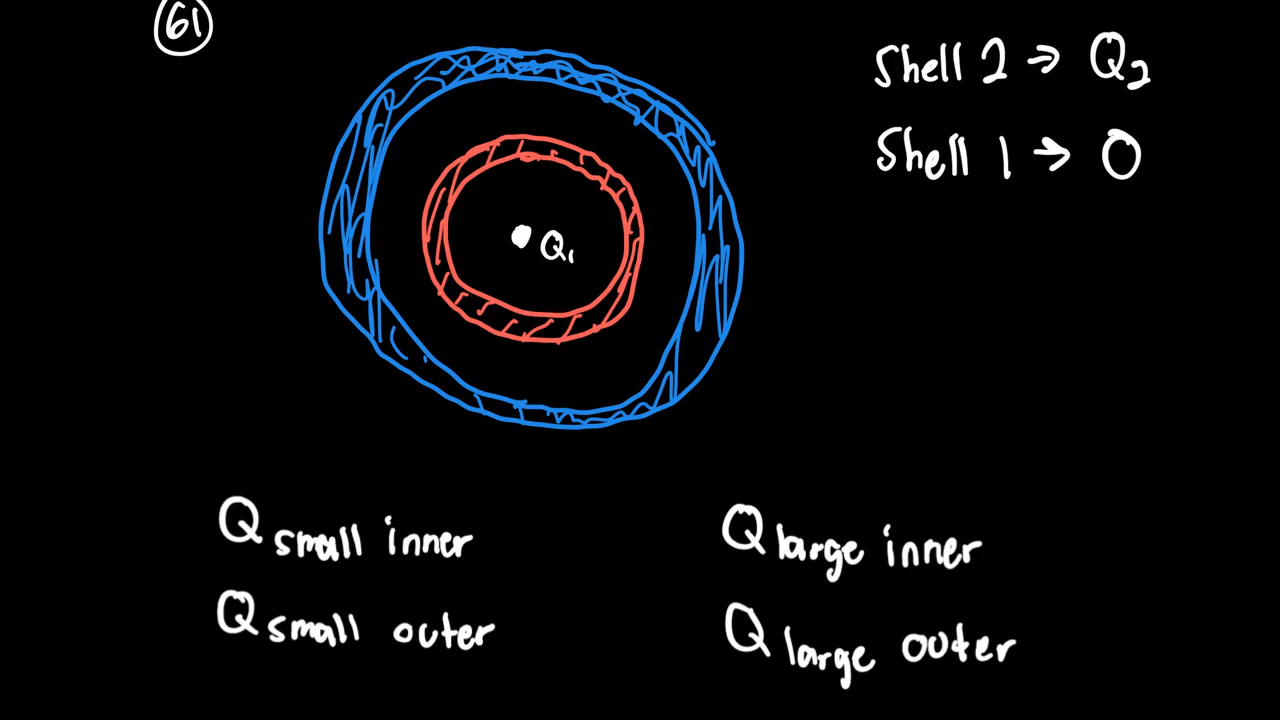 61
Shell 2 → Q₂
Shell 1 → 0
Q₁
Q small inner
Q large inner
Q small outer
Q large outer